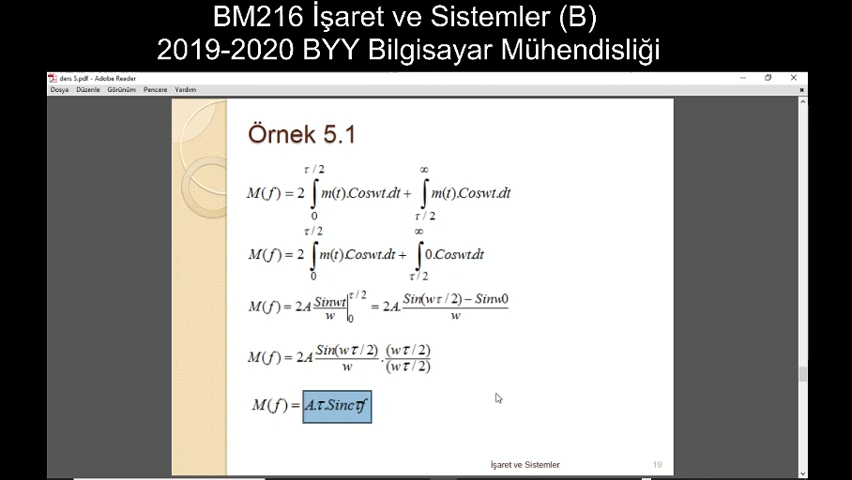 BM216 İşaret ve Sistemler (B)
2019-2020 BYY Bilgisayar Mühendisliği
ders 5.pdf - Adobe Reader
Dosya Düzenle Görünüm Pencere Yardım
Örnek 5.1
M(f) = 2 ∫_0^{τ/2} m(t).Coswt.dt + ∫_{τ/2}^{∞} m(t).Coswt.dt
M(f) = 2 ∫_0^{τ/2} m(t).Coswt.dt + ∫_{τ/2}^{∞} 0.Coswt.dt
M(f) = 2A Sinwt/w |_0^{τ/2} = 2A. (Sin(wτ/2) – Sinw0)/w
M(f) = 2A Sin(wτ/2)/w . (wτ/2)/(wτ/2)
M(f) = A.τ.Sincτf
İşaret ve Sistemler 19